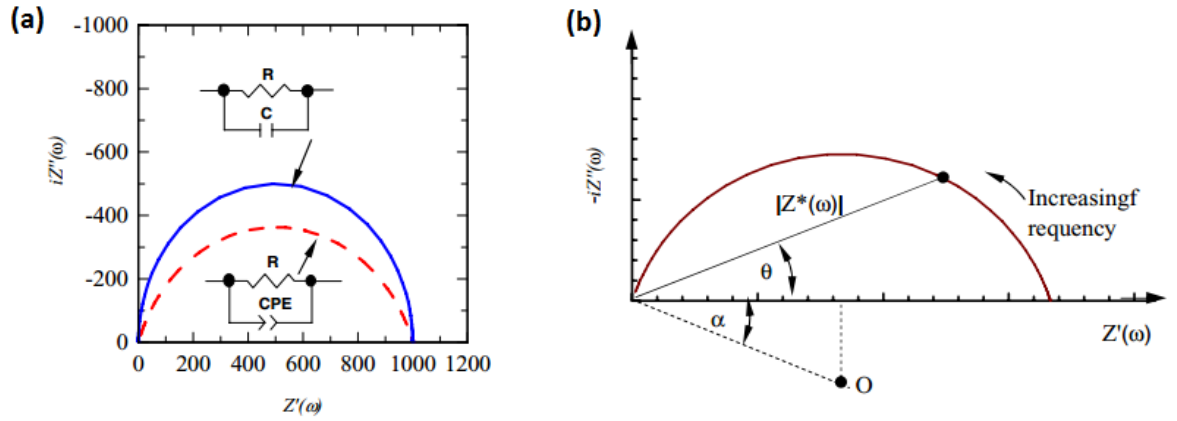 (a)
-1000
-800
-600
-400
-200
0
iZ"(ω)
R
C
R
CPE
0 200 400 600 800 1000 1200
Z'(ω)
(b)
-iZ"(ω)
|Z*(ω)|
Increasingf
requency
θ
α
Z'(ω)
O